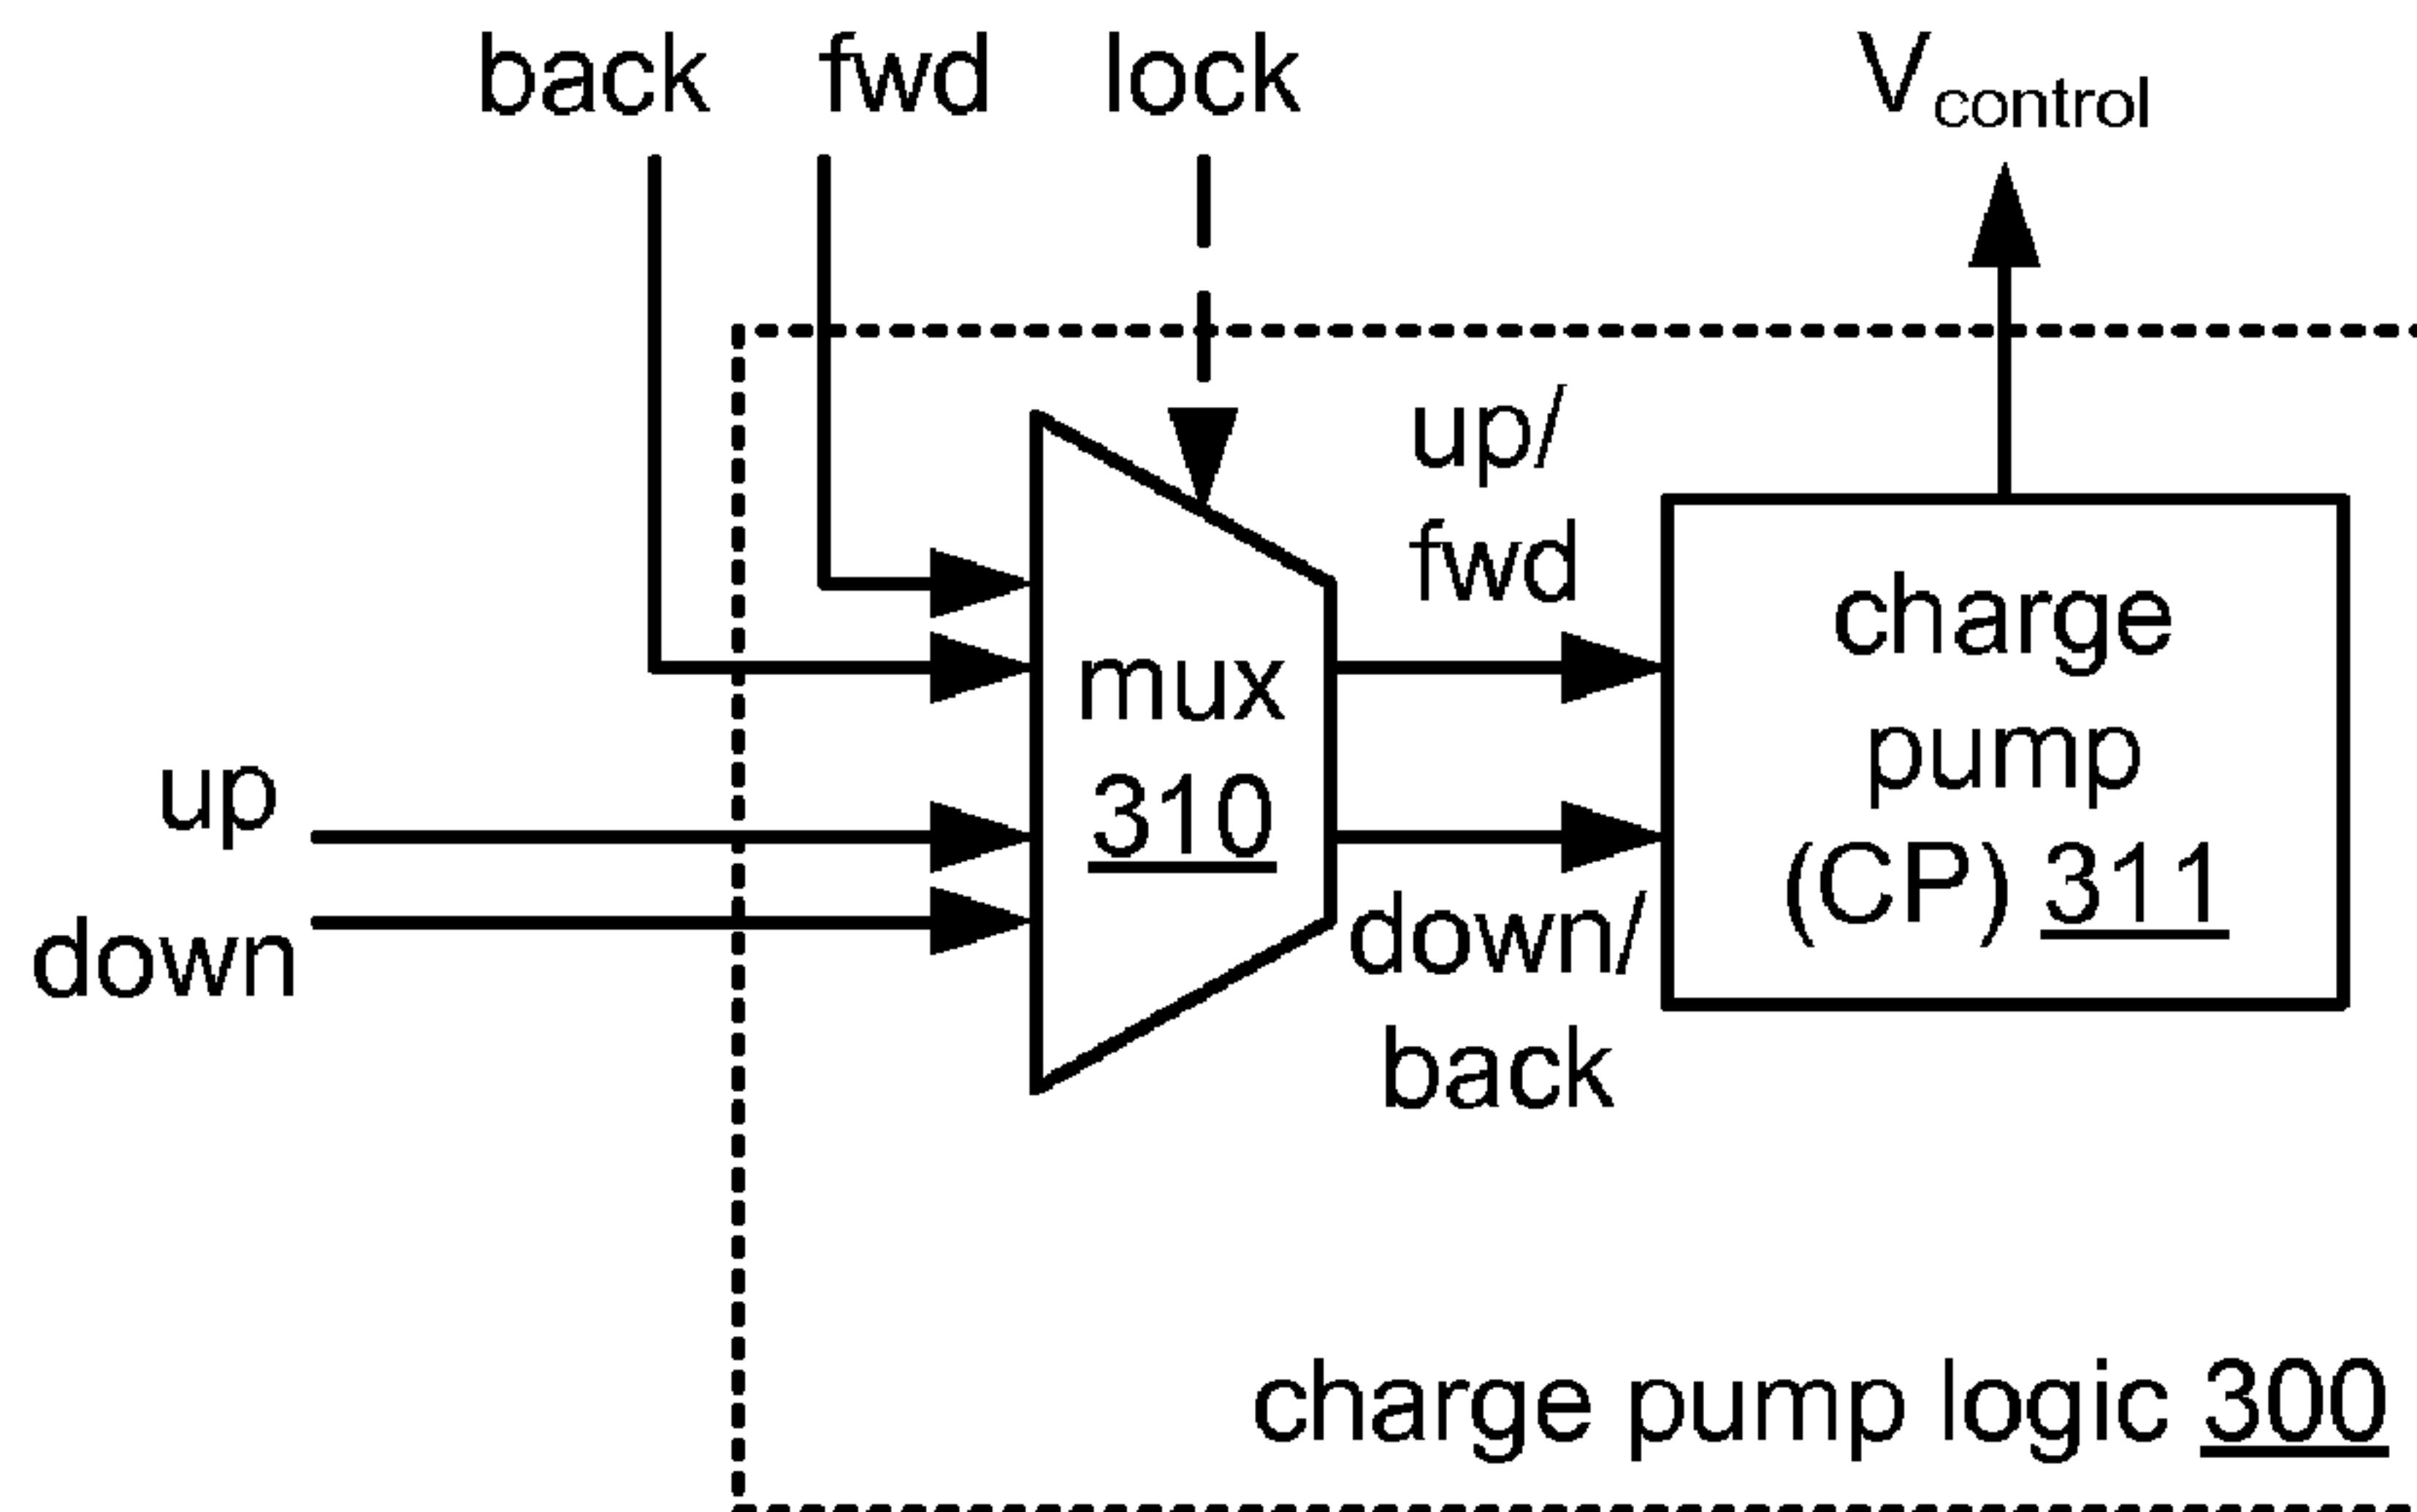 back fwd lock V control
up/
fwd
charge
mux
pump
up
310
(CP) 311
down/
down
back
charge pump logic 300